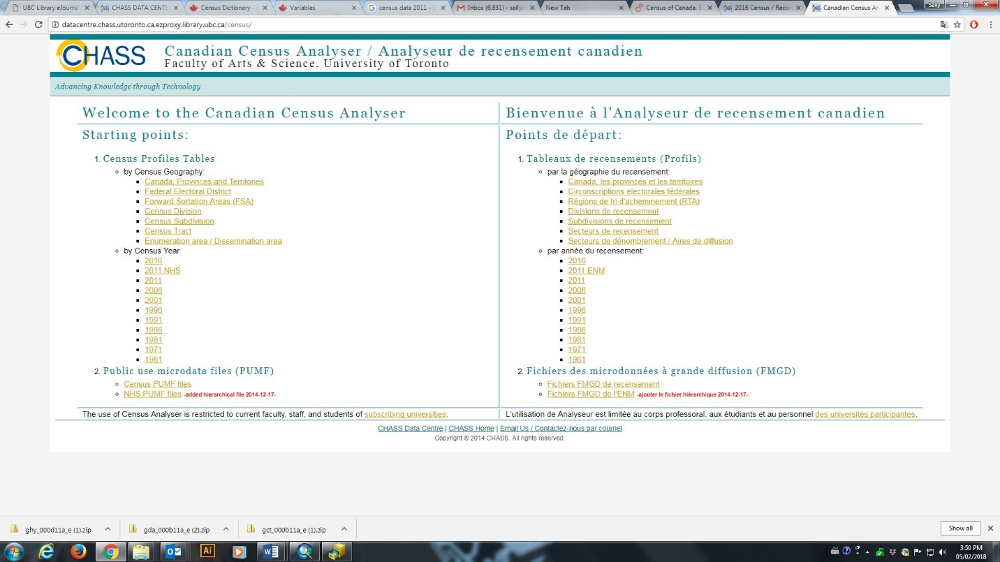 UBC Library eJourna
CHASS DATA CENTE
Census Dictionary -
Variables
census data 2011 -
Inbox (6,831) - sally.
New Tab
Census of Canada.
2016 Census / Recen
Canadian Census An
Sally
datacentre.chass.utoronto.ca.ezproxy.library.ubc.ca/census/
CHASS
Canadian Census Analyser / Analyseur de recensement canadien
Faculty of Arts & Science, University of Toronto
Advancing Knowledge through Technology
Welcome to the Canadian Census Analyser
Starting points:
1. Census Profiles Tables
by Census Geography:
Canada, Provinces and Territories
Federal Electoral District
Forward Sortation Areas (FSA)
Census Division
Census Subdivision
Census Tract
Enumeration area / Dissemination area
by Census Year
2016
2011 NHS
2011
2006
2001
1996
1991
1986
1981
1971
1961
2. Public use microdata files (PUMF)
Census PUMF files
NHS PUMF files -added hierarchical file 2014-12-17-
The use of Census Analyser is restricted to current faculty, staff, and students of subscribing universities.
Bienvenue à l'Analyseur de recensement canadien
Points de départ:
1. Tableaux de recensements (Profils)
par la géographie du recensement:
Canada, les provinces et les territoires
Circonscriptions électorales fédérales
Régions de tri d'acheminement (RTA)
Divisions de recensement
Subdivisions de recensement
Secteurs de recensement
Secteurs de dénombrement / Aires de diffusion
par année du recensement:
2016
2011 ENM
2011
2006
2001
1996
1991
1986
1981
1971
1961
2. Fichiers des microdonnées à grande diffusion (FMGD)
Fichiers FMGD de recensement
Fichiers FMGD de l'ENM -ajouter le fichier hiérarchique 2014-12-17-
L'utilisation de Analyseur est limitée au corps professoral, aux étudiants et au personnel des universités participantes.
CHASS Data Centre | CHASS Home | Email Us / Contactez-nous par courriel
Copyright © 2014 CHASS. All rights reserved.
ghy_000d11a_e (1).zip
gda_000b11a_e (2).zip
gct_000b11a_e (1).zip
Show all
Ai
3:50 PM
05/02/2018